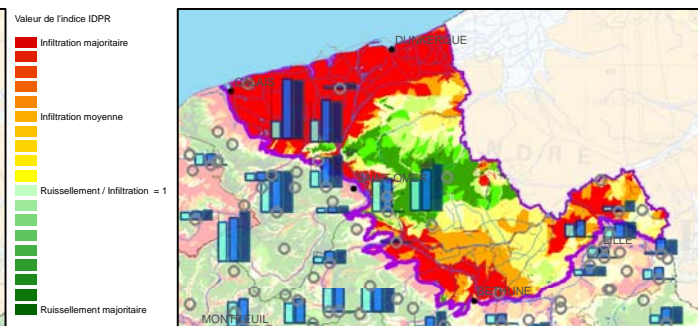 Valeur de l'indice IDPR
Infiltration majoritaire
Infiltration moyenne
Ruissellement / Infiltration = 1
Ruissellement majoritaire
DUNKERQUE
LILLE
MONTREUIL